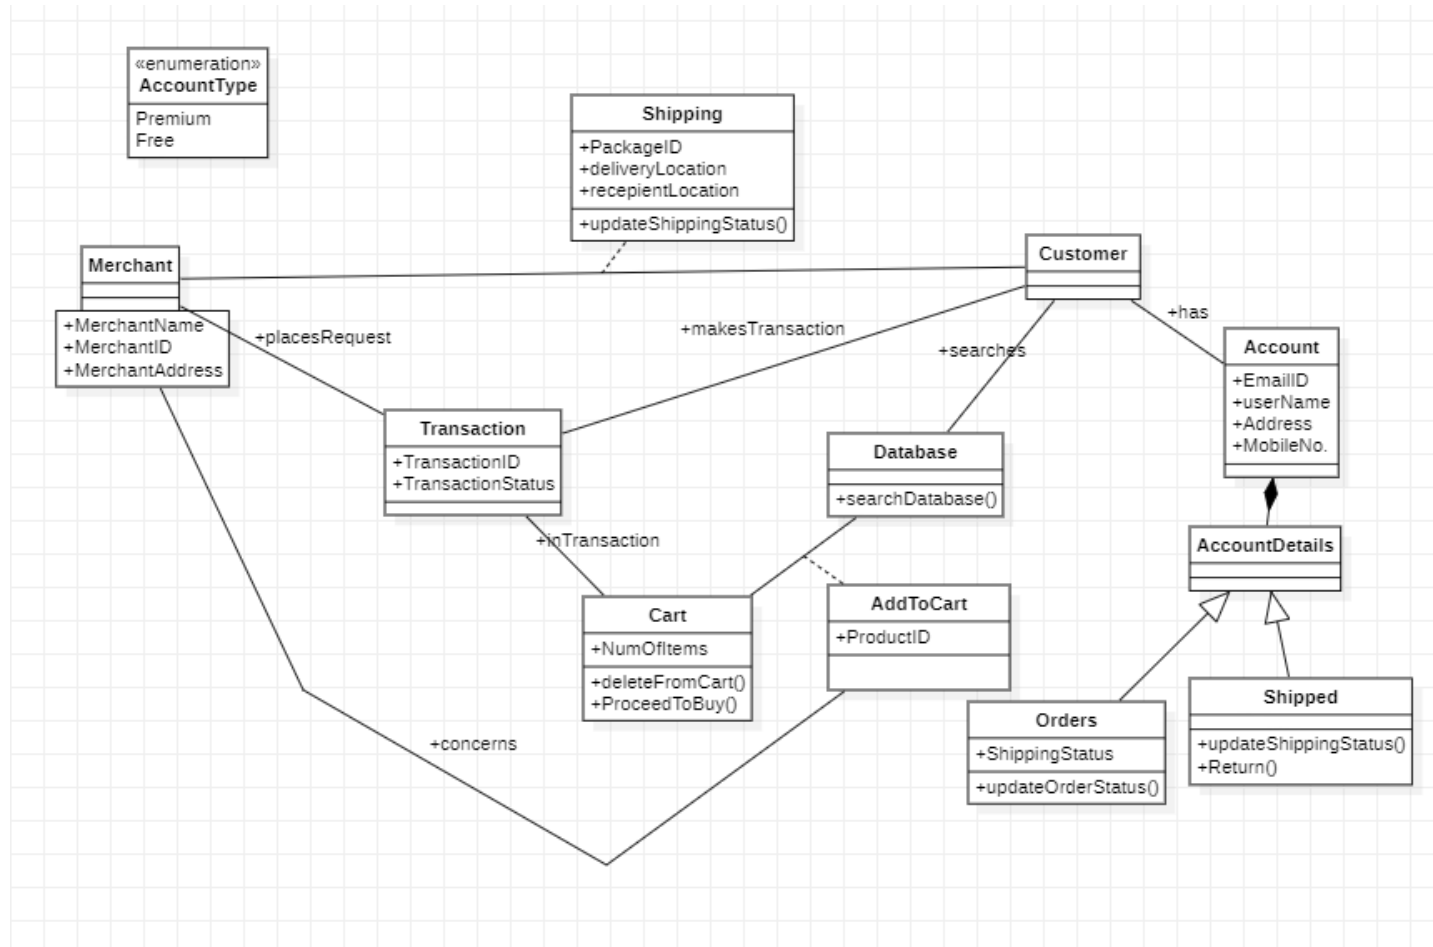 «enumeration»
AccountType
Premium
Free
Shipping
+PackageID
+deliveryLocation
+recepientLocation
+updateShippingStatus()
Merchant
+MerchantName
+MerchantID
+MerchantAddress
Customer
+has
+placesRequest
+makesTransaction
+searches
Account
+EmailID
+userName
+Address
+MobileNo.
Transaction
+TransactionID
+TransactionStatus
Database
+searchDatabase()
+inTransaction
AccountDetails
Cart
+NumOfItems
+deleteFromCart()
+ProceedToBuy()
AddToCart
+ProductID
+concerns
Orders
+ShippingStatus
+updateOrderStatus()
Shipped
+updateShippingStatus()
+Return()